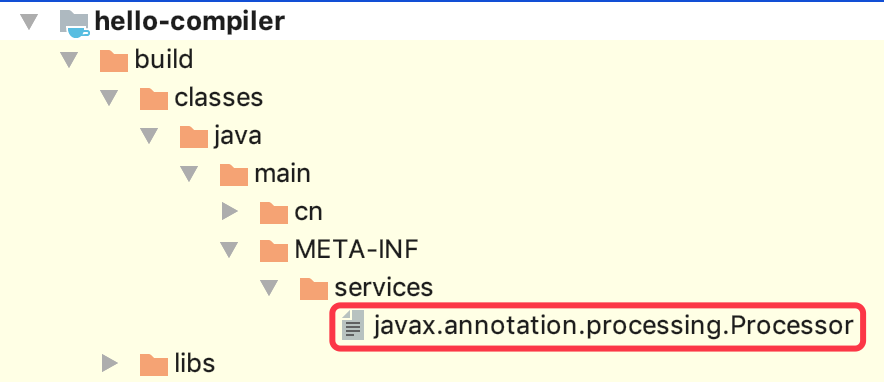 hello-compiler
build
classes
java
main
cn
META-INF
services
javax.annotation.processing.Processor
libs